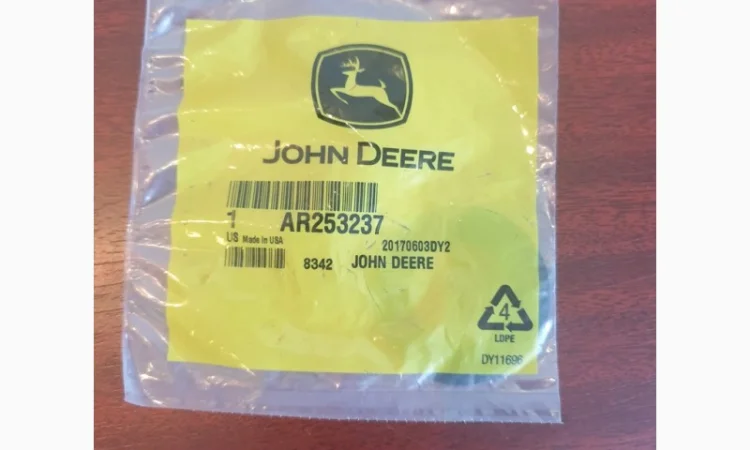 JOHN DEERE
1 AR253237
US Made in USA
20170603DY2
8342 JOHN DEERE
4
LDPE
DY11696